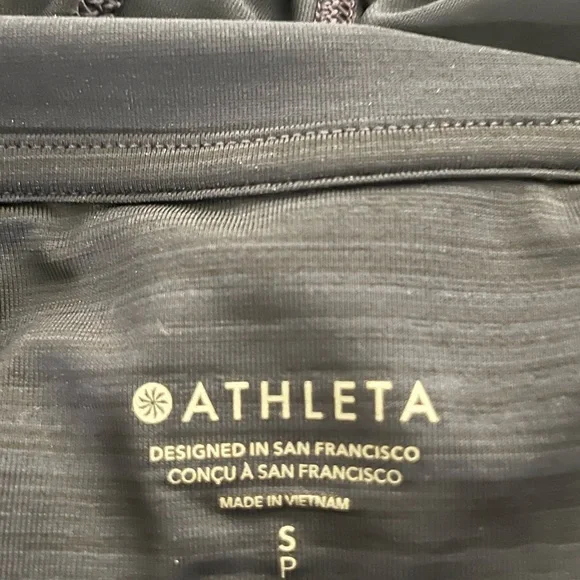 ATHLETA
DESIGNED IN SAN FRANCISCO
CONÇU À SAN FRANCISCO
MADE IN VIETNAM
S
P